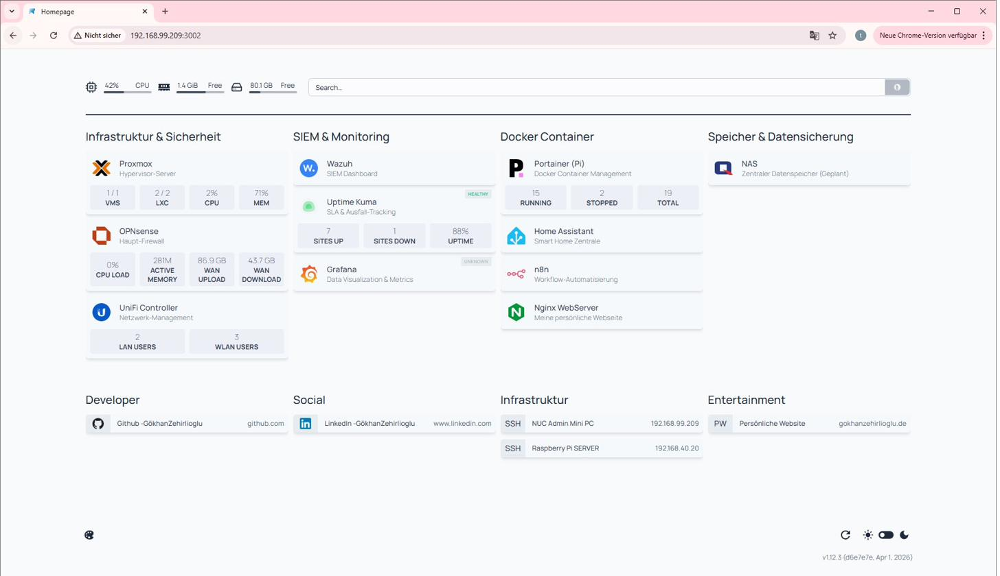 Homepage
Nicht sicher 192.168.99.209:3002
t
Neue Chrome-Version verfügbar
42% CPU
1.4 GiB Free
80.1 GB Free
Search...
Infrastruktur & Sicherheit
Proxmox
Hypervisor-Server
1 / 1
VMS
2 / 2
LXC
2%
CPU
71%
MEM
OPNsense
Haupt-Firewall
0%
CPU LOAD
281M
ACTIVE
MEMORY
86.9 GB
WAN
UPLOAD
43.7 GB
WAN
DOWNLOAD
UniFi Controller
Netzwerk-Management
2
LAN USERS
3
WLAN USERS
SIEM & Monitoring
W.
Wazuh
SIEM Dashboard
HEALTHY
Uptime Kuma
SLA & Ausfall-Tracking
7
SITES UP
1
SITES DOWN
88%
UPTIME
UNKNOWN
Grafana
Data Visualization & Metrics
Docker Container
Portainer (Pi)
Docker Container Management
15
RUNNING
2
STOPPED
19
TOTAL
Home Assistant
Smart Home Zentrale
n8n
Workflow-Automatisierung
N
Nginx WebServer
Meine persönliche Webseite
Speicher & Datensicherung
NAS
Zentraler Datenspeicher (Geplant)
Developer
Github -GökhanZehirlioglu github.com
Social
in LinkedIn -GökhanZehirlioglu www.linkedin.com
Infrastruktur
SSH NUC Admin Mini PC 192.168.99.209
SSH Raspberry Pi SERVER 192.168.40.20
Entertainment
PW Persönliche Website gokhanzehirlioglu.de
v1.12.3 (d6e7e7e, Apr 1, 2026)